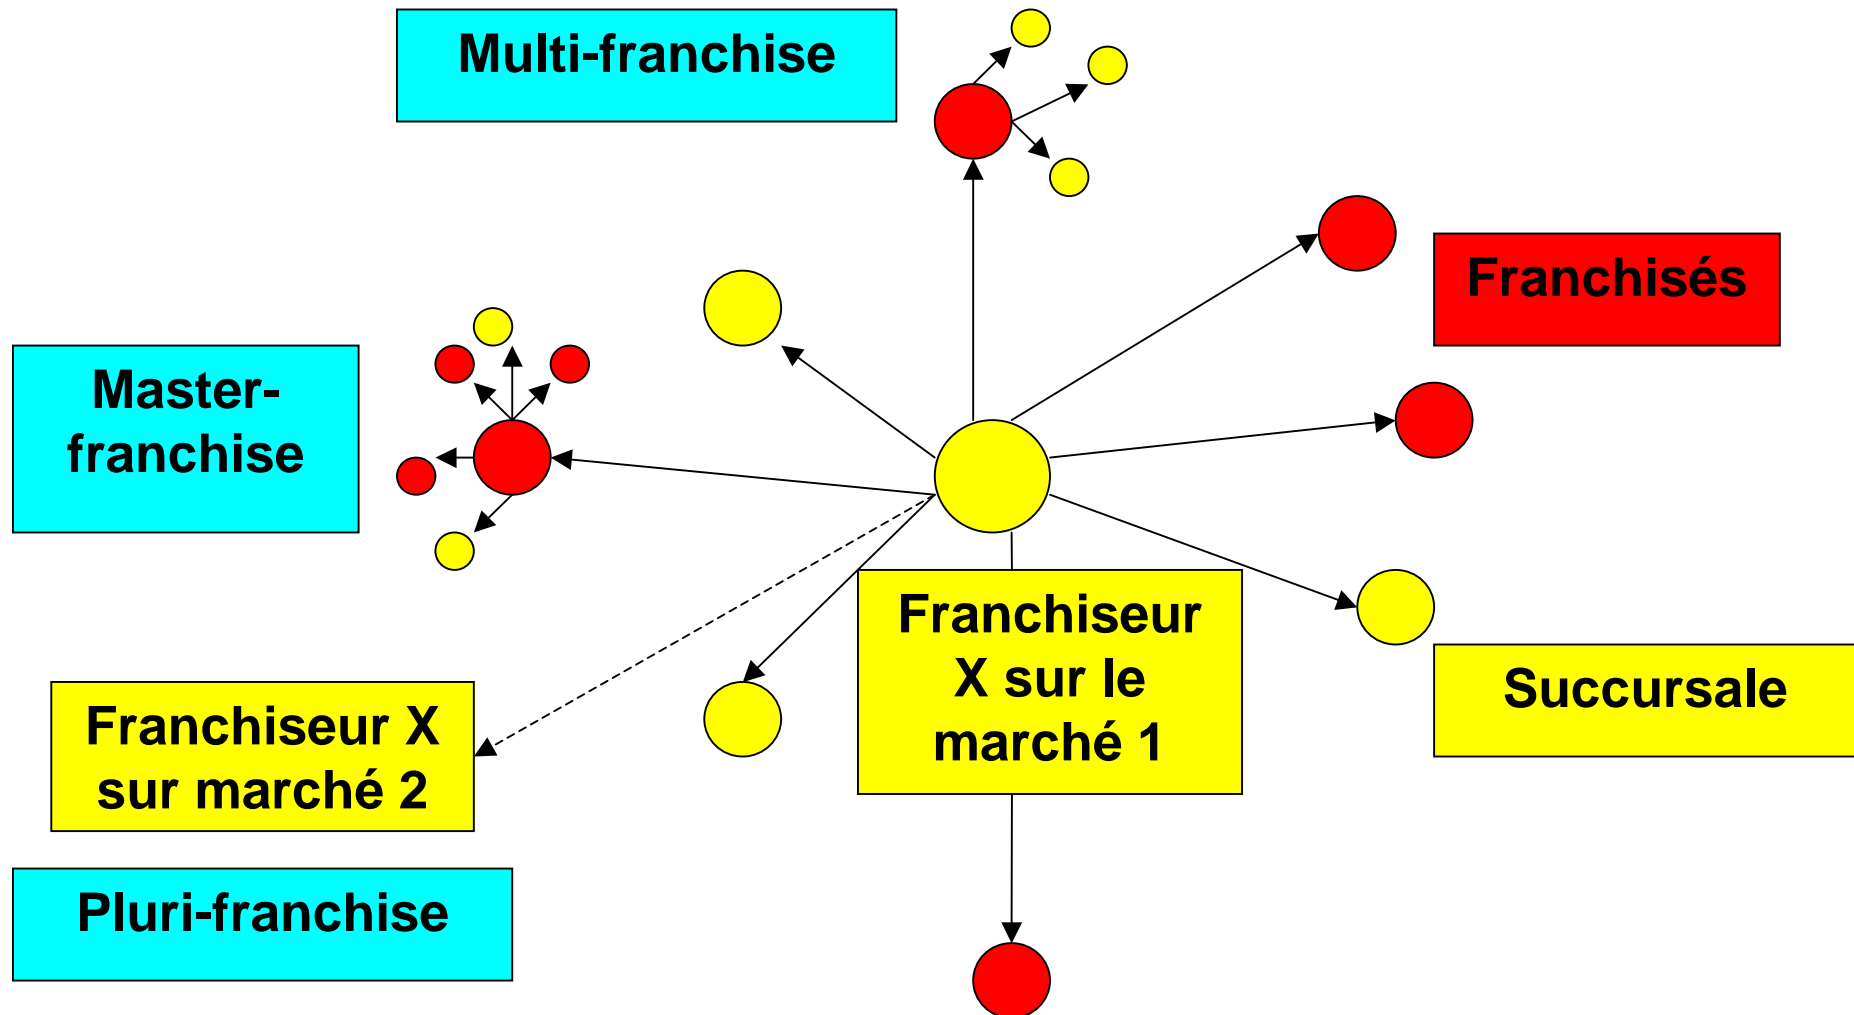 Multi-franchise
Franchisés
Master-
franchise
Franchiseur
X sur le
marché 1
Succursale
Franchiseur X
sur marché 2
Pluri-franchise